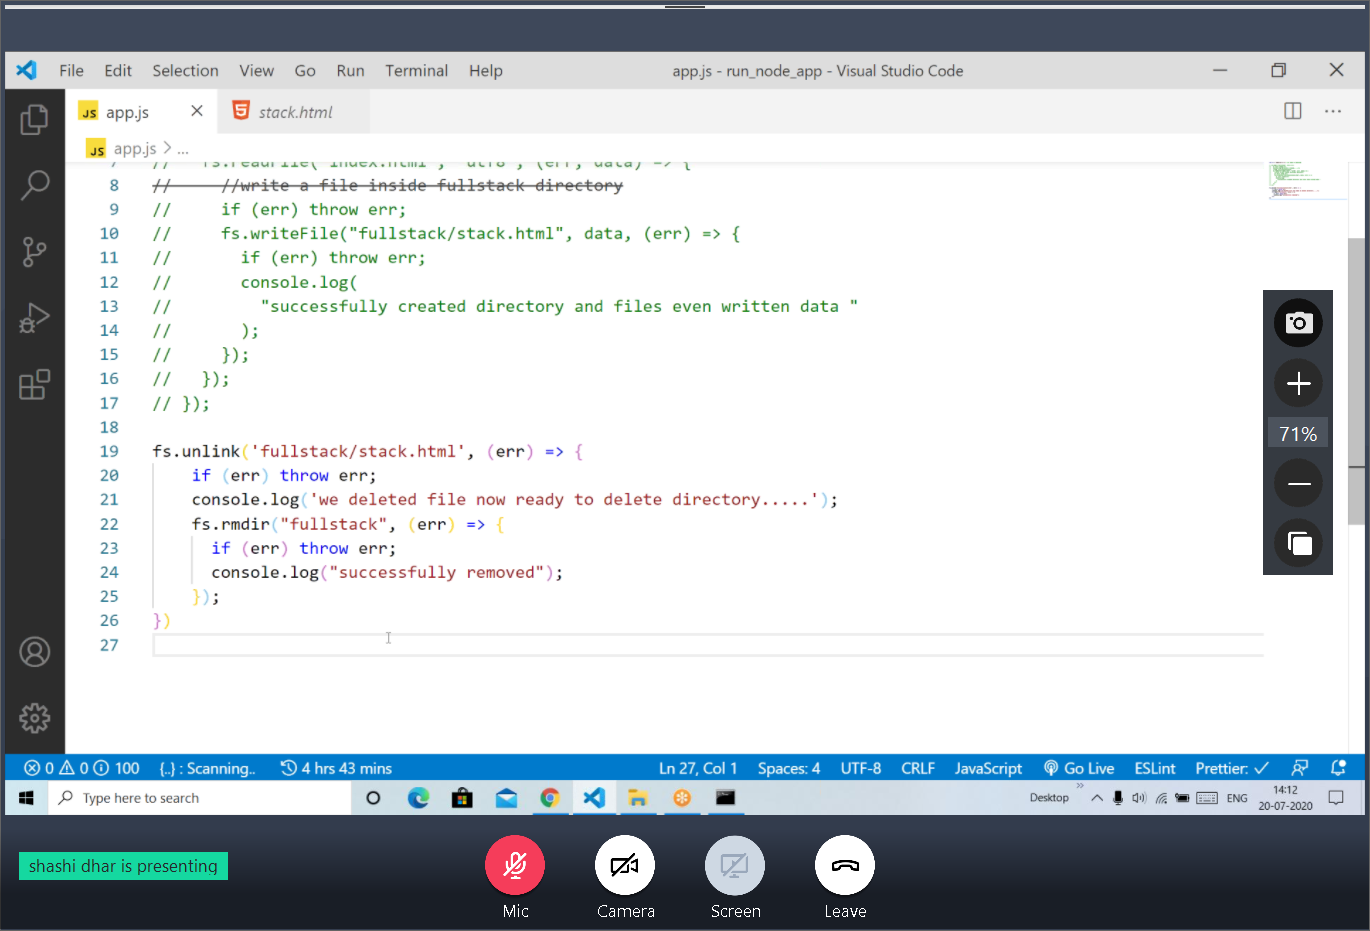 File Edit Selection View Go Run Terminal Help app.js - run_node_app - Visual Studio Code
JS app.js stack.html
JS app.js > ...
7 // fs.readFile("index.html", "utf8", (err, data) => {
8 // //write a file inside fullstack directory
9 // if (err) throw err;
10 // fs.writeFile("fullstack/stack.html", data, (err) => {
11 // if (err) throw err;
12 // console.log(
13 // "successfully created directory and files even written data "
14 // );
15 // });
16 // });
17 // });
18
19 fs.unlink('fullstack/stack.html', (err) => {
20 if (err) throw err;
21 console.log('we deleted file now ready to delete directory.....');
22 fs.rmdir("fullstack", (err) => {
23 if (err) throw err;
24 console.log("successfully removed");
25 });
26 })
27
71%
0 0 100 {..} : Scanning.. 4 hrs 43 mins Ln 27, Col 1 Spaces: 4 UTF-8 CRLF JavaScript Go Live ESLint Prettier: ✓
Type here to search Desktop ENG 14:12
20-07-2020
shashi dhar is presenting
Mic Camera Screen Leave